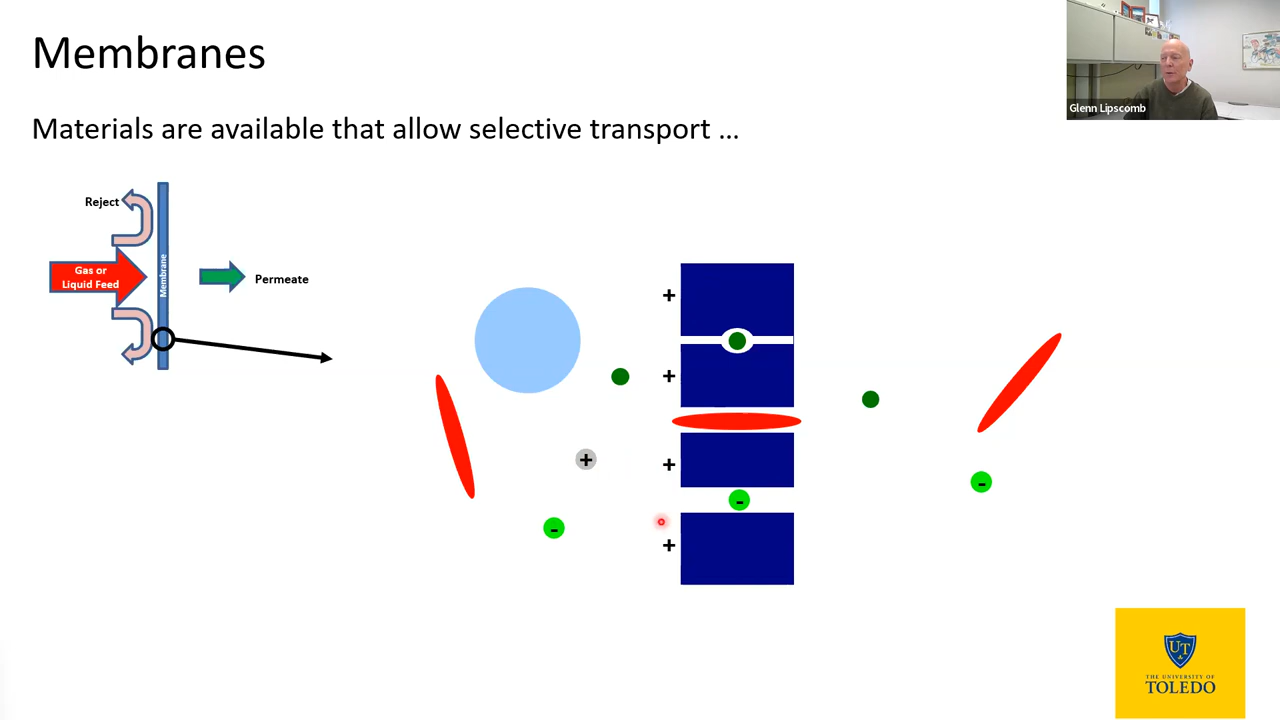 Membranes
Glenn Lipscomb
Materials are available that allow selective transport …
Reject
Gas or
Liquid Feed
Membrane
Permeate
+
+
+
+
+
-
-
-
UT
THE UNIVERSITY OF
TOLEDO